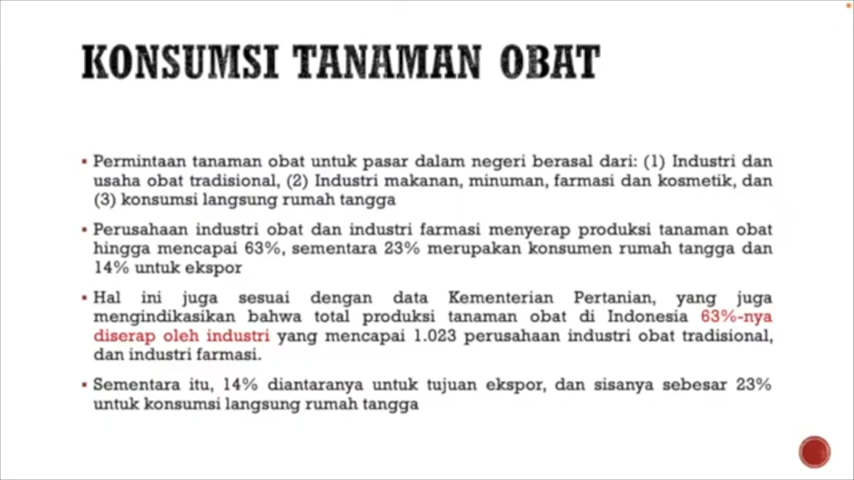 KONSUMSI TANAMAN OBAT
▪ Permintaan tanaman obat untuk pasar dalam negeri berasal dari: (1) Industri dan
usaha obat tradisional, (2) Industri makanan, minuman, farmasi dan kosmetik, dan
(3) konsumsi langsung rumah tangga
▪ Perusahaan industri obat dan industri farmasi menyerap produksi tanaman obat
hingga mencapai 63%, sementara 23% merupakan konsumen rumah tangga dan
14% untuk ekspor
▪ Hal ini juga sesuai dengan data Kementerian Pertanian, yang juga
mengindikasikan bahwa total produksi tanaman obat di Indonesia 63%-nya
diserap oleh industri yang mencapai 1.023 perusahaan industri obat tradisional,
dan industri farmasi.
▪ Sementara itu, 14% diantaranya untuk tujuan ekspor, dan sisanya sebesar 23%
untuk konsumsi langsung rumah tangga